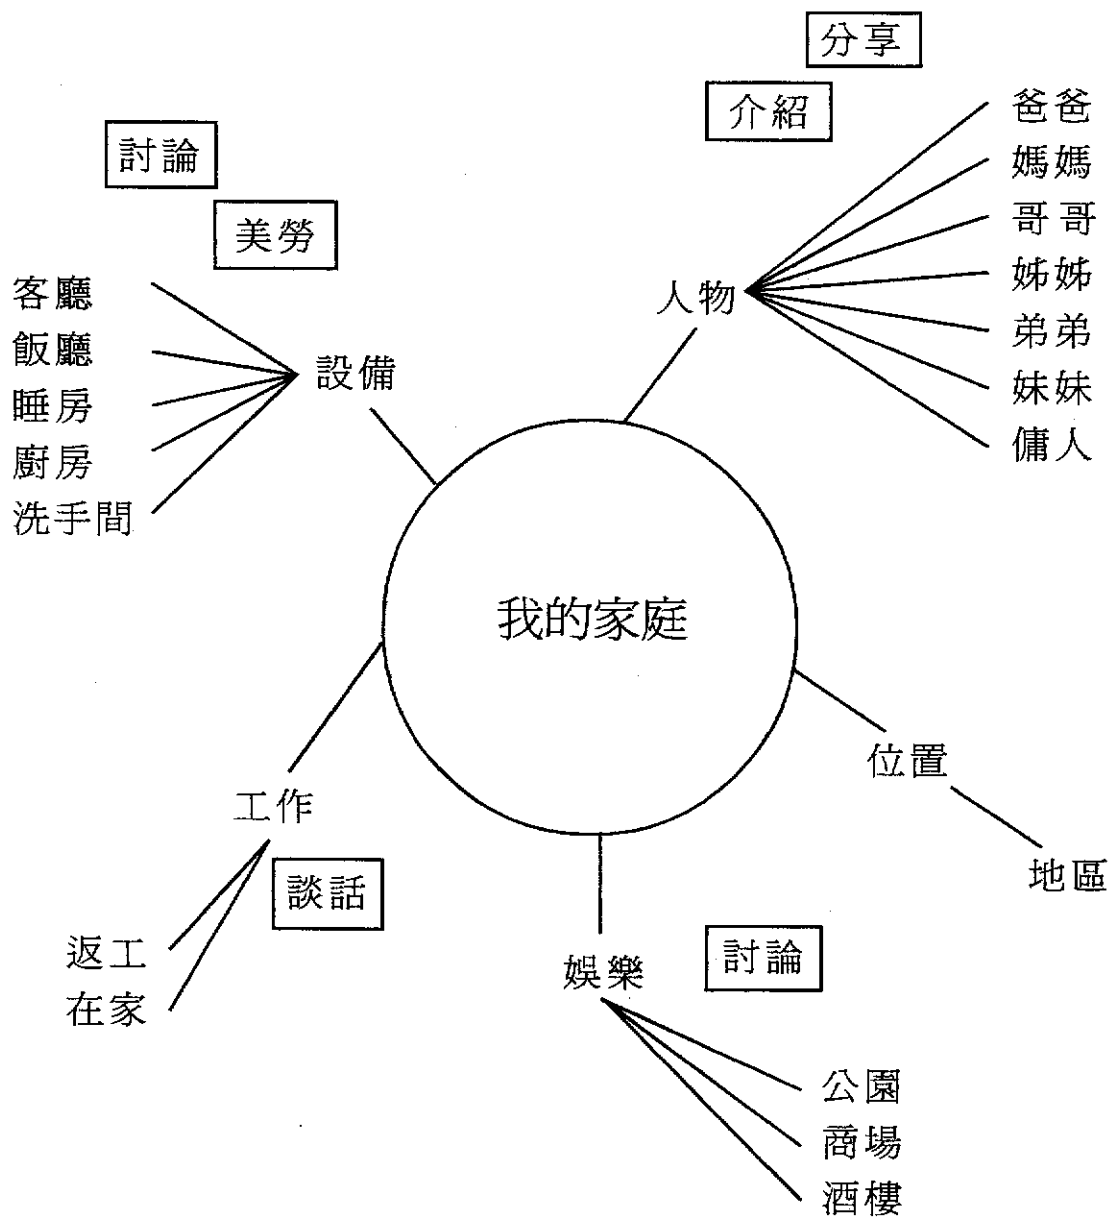 分享
介紹
爸爸
媽媽
哥哥
姊姊
弟弟
妹妹
傭人
人物
討論
美勞
客廳
飯廳
睡房
廚房
洗手間
設備
我的家庭
位置
地區
工作
談話
返工
在家
娛樂
討論
公園
商場
酒樓